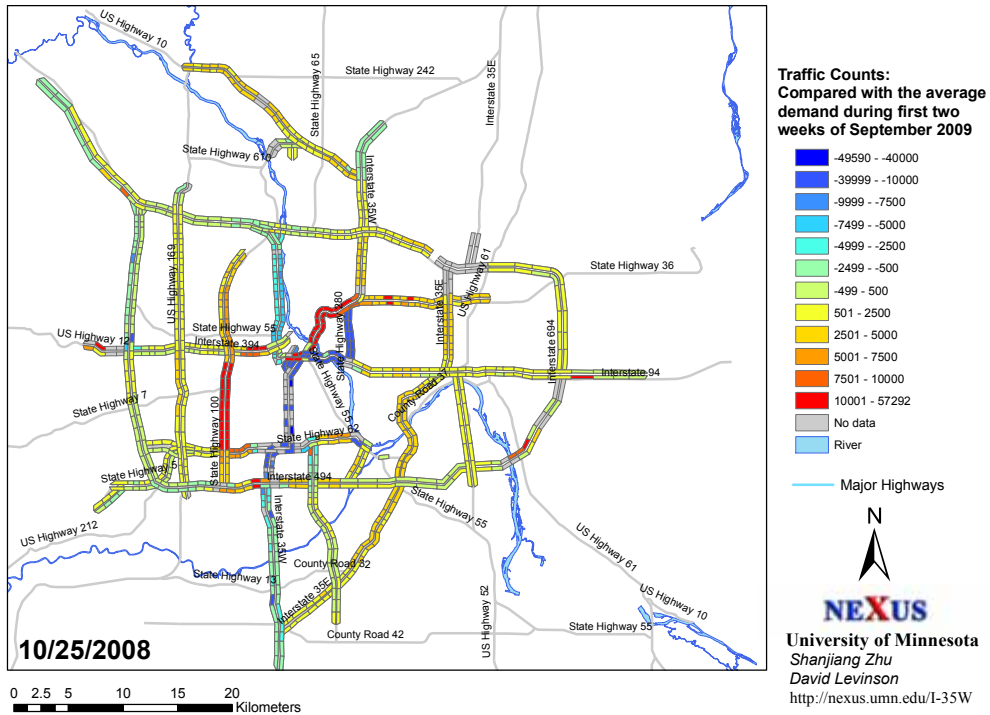 US Highway 10
State Highway 65
State Highway 242
Interstate 35E
State Highway 610
Interstate 35W
US Highway 169
US Highway 61
State Highway 36
Interstate 35E
State Highway 280
State Highway 55
US Highway 12
Interstate 394
Interstate 694
State Highway 55
Interstate 94
State Highway 7
County Road 37
State Highway 100
State Highway 62
State Highway 5
Interstate 494
State Highway 55
US Highway 212
Interstate 35W
County Road 32
State Highway 13
US Highway 61
Interstate 35E
US Highway 52
US Highway 10
County Road 42
State Highway 55
10/25/2008
0 2.5 5 10 15 20
Kilometers
Traffic Counts:
Compared with the average
demand during first two
weeks of September 2009
-49590 - -40000
-39999 - -10000
-9999 - -7500
-7499 - -5000
-4999 - -2500
-2499 - -500
-499 - 500
501 - 2500
2501 - 5000
5001 - 7500
7501 - 10000
10001 - 57292
No data
River
Major Highways
N
NEXUS
University of Minnesota
Shanjiang Zhu
David Levinson
http://nexus.umn.edu/I-35W